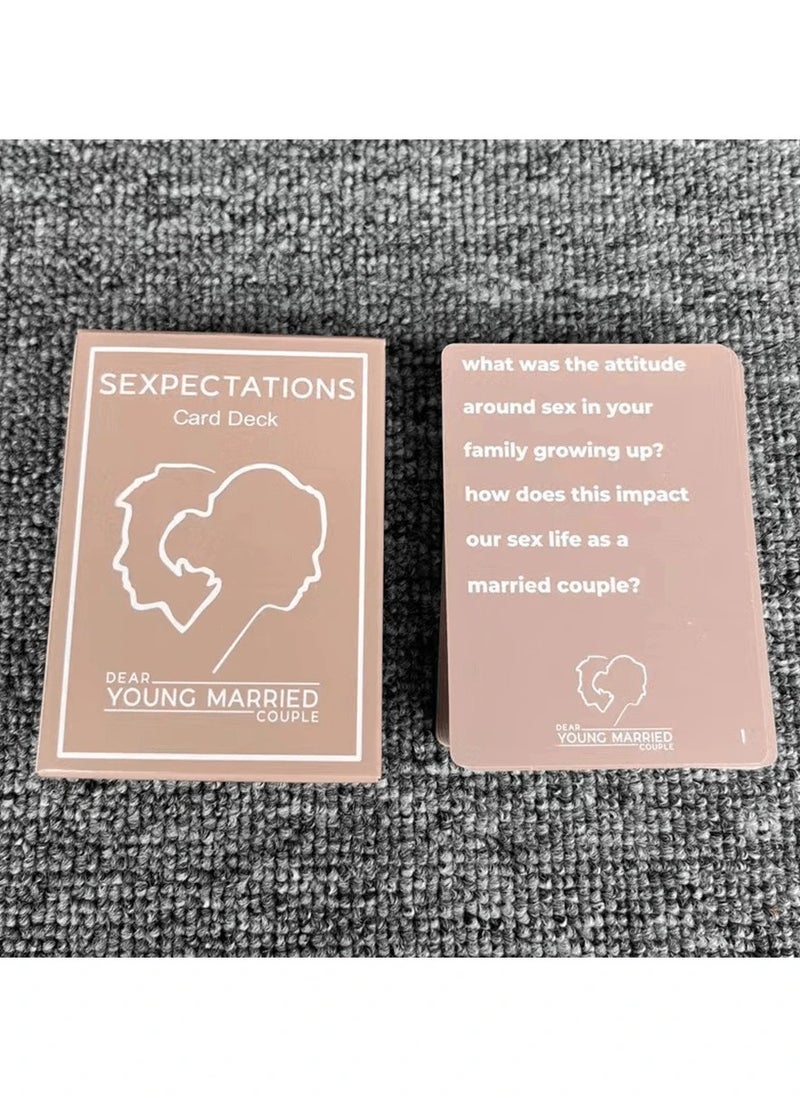 SEXPECTATIONS
Card Deck
DEAR
YOUNG MARRIED
COUPLE
what was the attitude
around sex in your
family growing up?
how does this impact
our sex life as a
married couple?
DEAR
YOUNG MARRIED
COUPLE
1